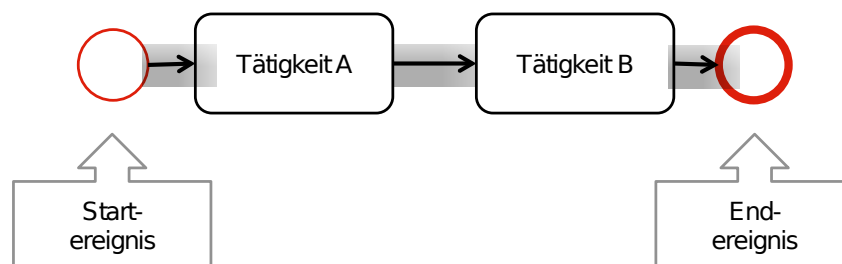 Tätigkeit A
Tätigkeit B
Start-
ereignis
End-
ereignis